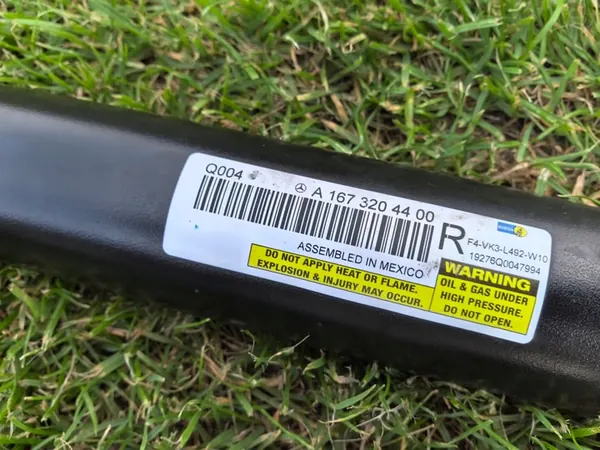 Q004
A 167 320 44 00
R
F4-VK3-L492-W10
19276Q0047994
ASSEMBLED IN MEXICO
DO NOT APPLY HEAT OR FLAME.
EXPLOSION & INJURY MAY OCCUR.
WARNING
OIL & GAS UNDER
HIGH PRESSURE.
DO NOT OPEN.